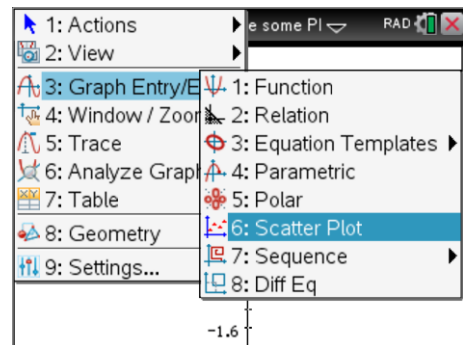 1: Actions
2: View
3: Graph Entry/E
4: Window / Zoo
5: Trace
6: Analyze Grap
7: Table
8: Geometry
9: Settings...
e some Pl
RAD
1: Function
2: Relation
3: Equation Templates
4: Parametric
5: Polar
6: Scatter Plot
7: Sequence
8: Diff Eq
-1.6